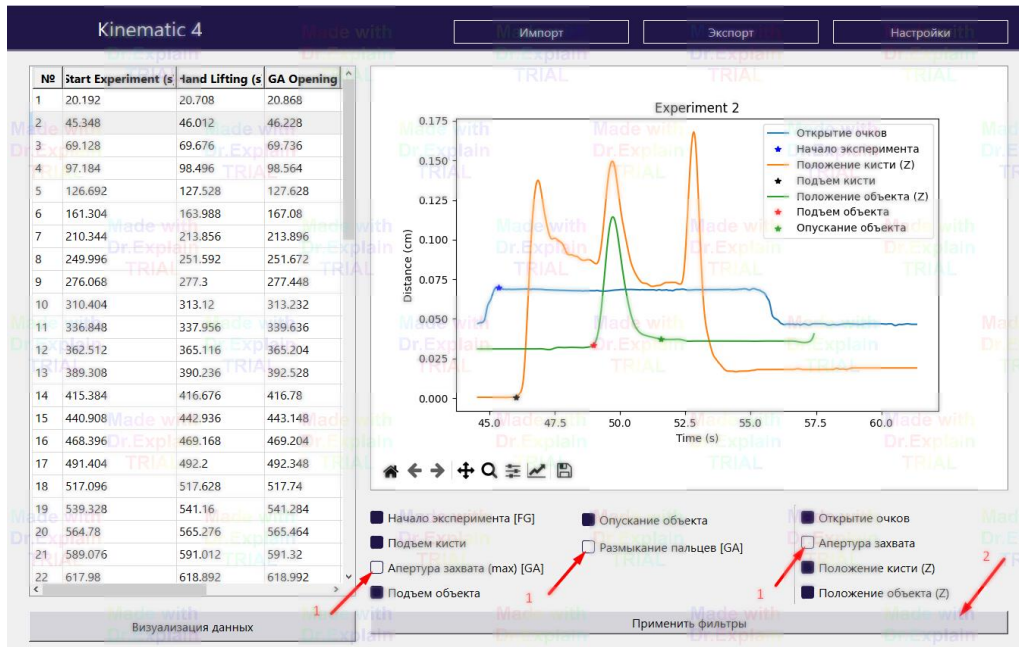 Kinematic 4
Импорт Экспорт Настройки
№ Start Experiment (s Hand Lifting (s GA Opening
1 20.192 20.708 20.868
2 45.348 46.012 46.228
3 69.128 69.676 69.736
4 97.184 98.496 98.564
5 126.692 127.528 127.628
6 161.304 163.988 167.08
7 210.344 213.856 213.896
8 249.996 251.592 251.672
9 276.068 277.3 277.448
10 310.404 313.12 313.232
11 336.848 337.956 339.636
12 362.512 365.116 365.204
13 389.308 390.236 392.528
14 415.384 416.676 416.78
15 440.908 442.936 443.148
16 468.396 469.168 469.204
17 491.404 492.2 492.348
18 517.096 517.628 517.74
19 539.328 541.16 541.284
20 564.78 565.276 565.464
21 589.076 591.012 591.32
22 617.98 618.892 618.992
Визуализация данных
Experiment 2
Distance (cm)
0.175
0.150
0.125
0.100
0.075
0.050
0.025
0.000
Открытие очков
Начало эксперимента
Положение кисти (Z)
Подъем кисти
Положение объекта (Z)
Подъем объекта
Опускание объекта
45.0 47.5 50.0 52.5 55.0 57.5 60.0
Time (s)
Начало эксперимента [FG]
Подъем кисти
Апертура захвата (max) [GA]
Подъем объекта
Опускание объекта
Размыкание пальцев [GA]
Открытие очков
Апертура захвата
Положение кисти (Z)
Положение объекта (Z)
1
1
1
2
Применить фильтры
Made with
Dr.Explain
TRIAL